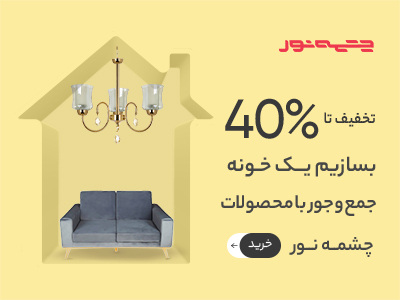 چشمه نور
تخفیف تا 40%
بسازیم یک خونه
جمع و جور با محصولات
چشمه نور
خرید